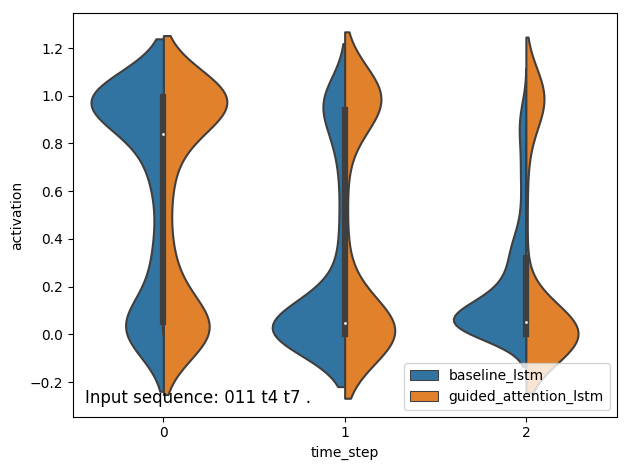 1.2
1.0
0.8
0.6
0.4
0.2
0.0
−0.2
activation
Input sequence: 011 t4 t7 .
baseline_lstm
guided_attention_lstm
0 1 2
time_step